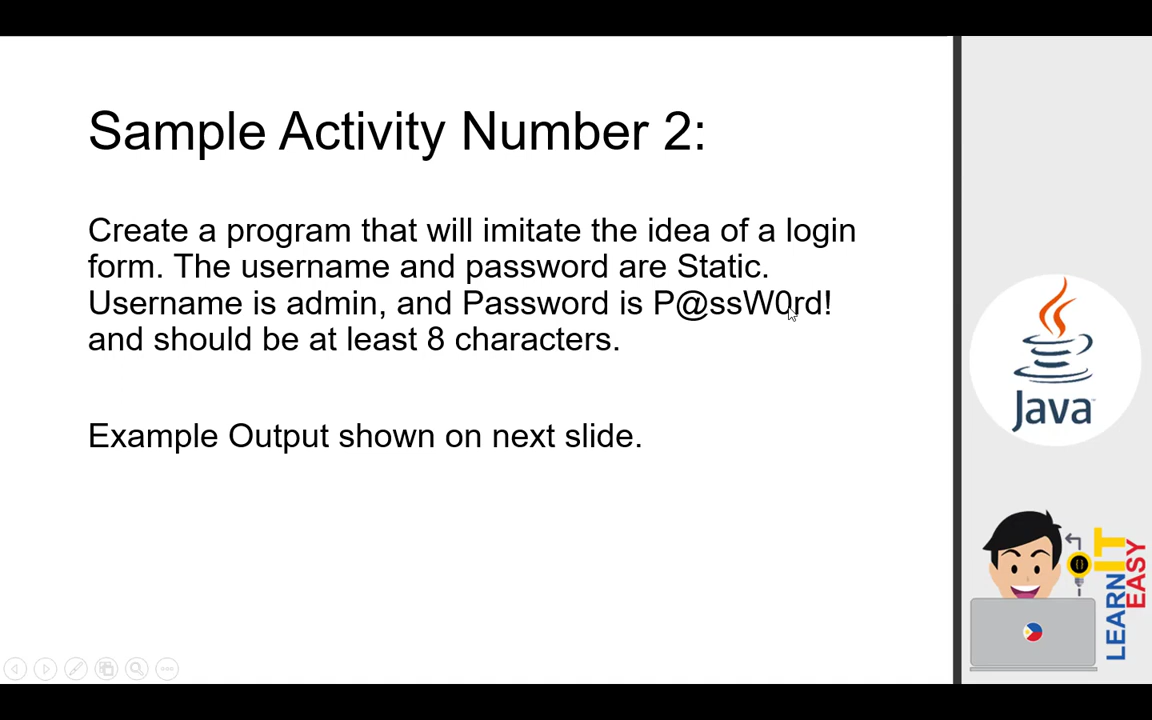 Sample Activity Number 2:
Create a program that will imitate the idea of a login
form. The username and password are Static.
Username is admin, and Password is P@ssW0rd!
and should be at least 8 characters.
Example Output shown on next slide.
Java
LEARN IT
EASY